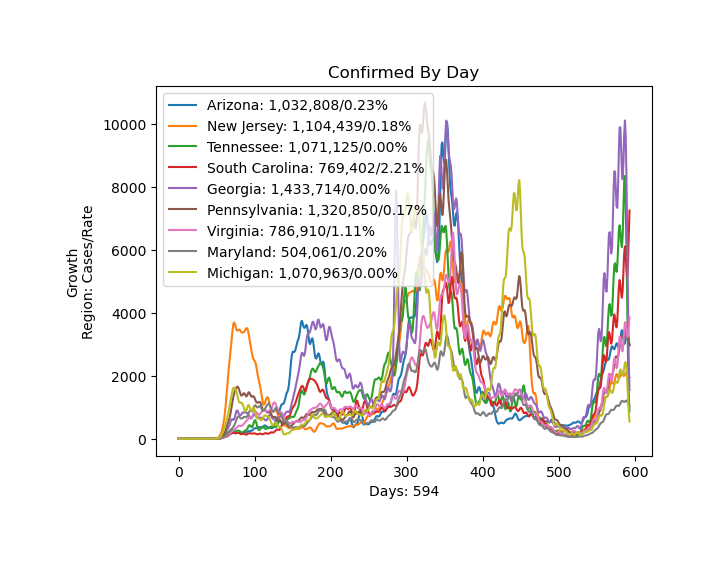 Confirmed By Day
Growth
Region: Cases/Rate
10000
8000
6000
4000
2000
0
Arizona: 1,032,808/0.23%
New Jersey: 1,104,439/0.18%
Tennessee: 1,071,125/0.00%
South Carolina: 769,402/2.21%
Georgia: 1,433,714/0.00%
Pennsylvania: 1,320,850/0.17%
Virginia: 786,910/1.11%
Maryland: 504,061/0.20%
Michigan: 1,070,963/0.00%
0 100 200 300 400 500 600
Days: 594